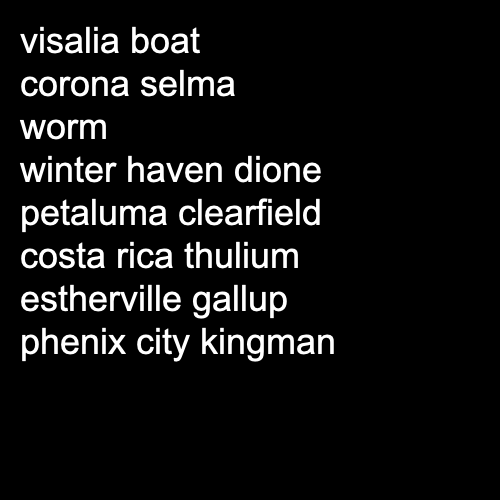 visalia boat
corona selma
worm
winter haven dione
petaluma clearfield
costa rica thulium
estherville gallup
phenix city kingman